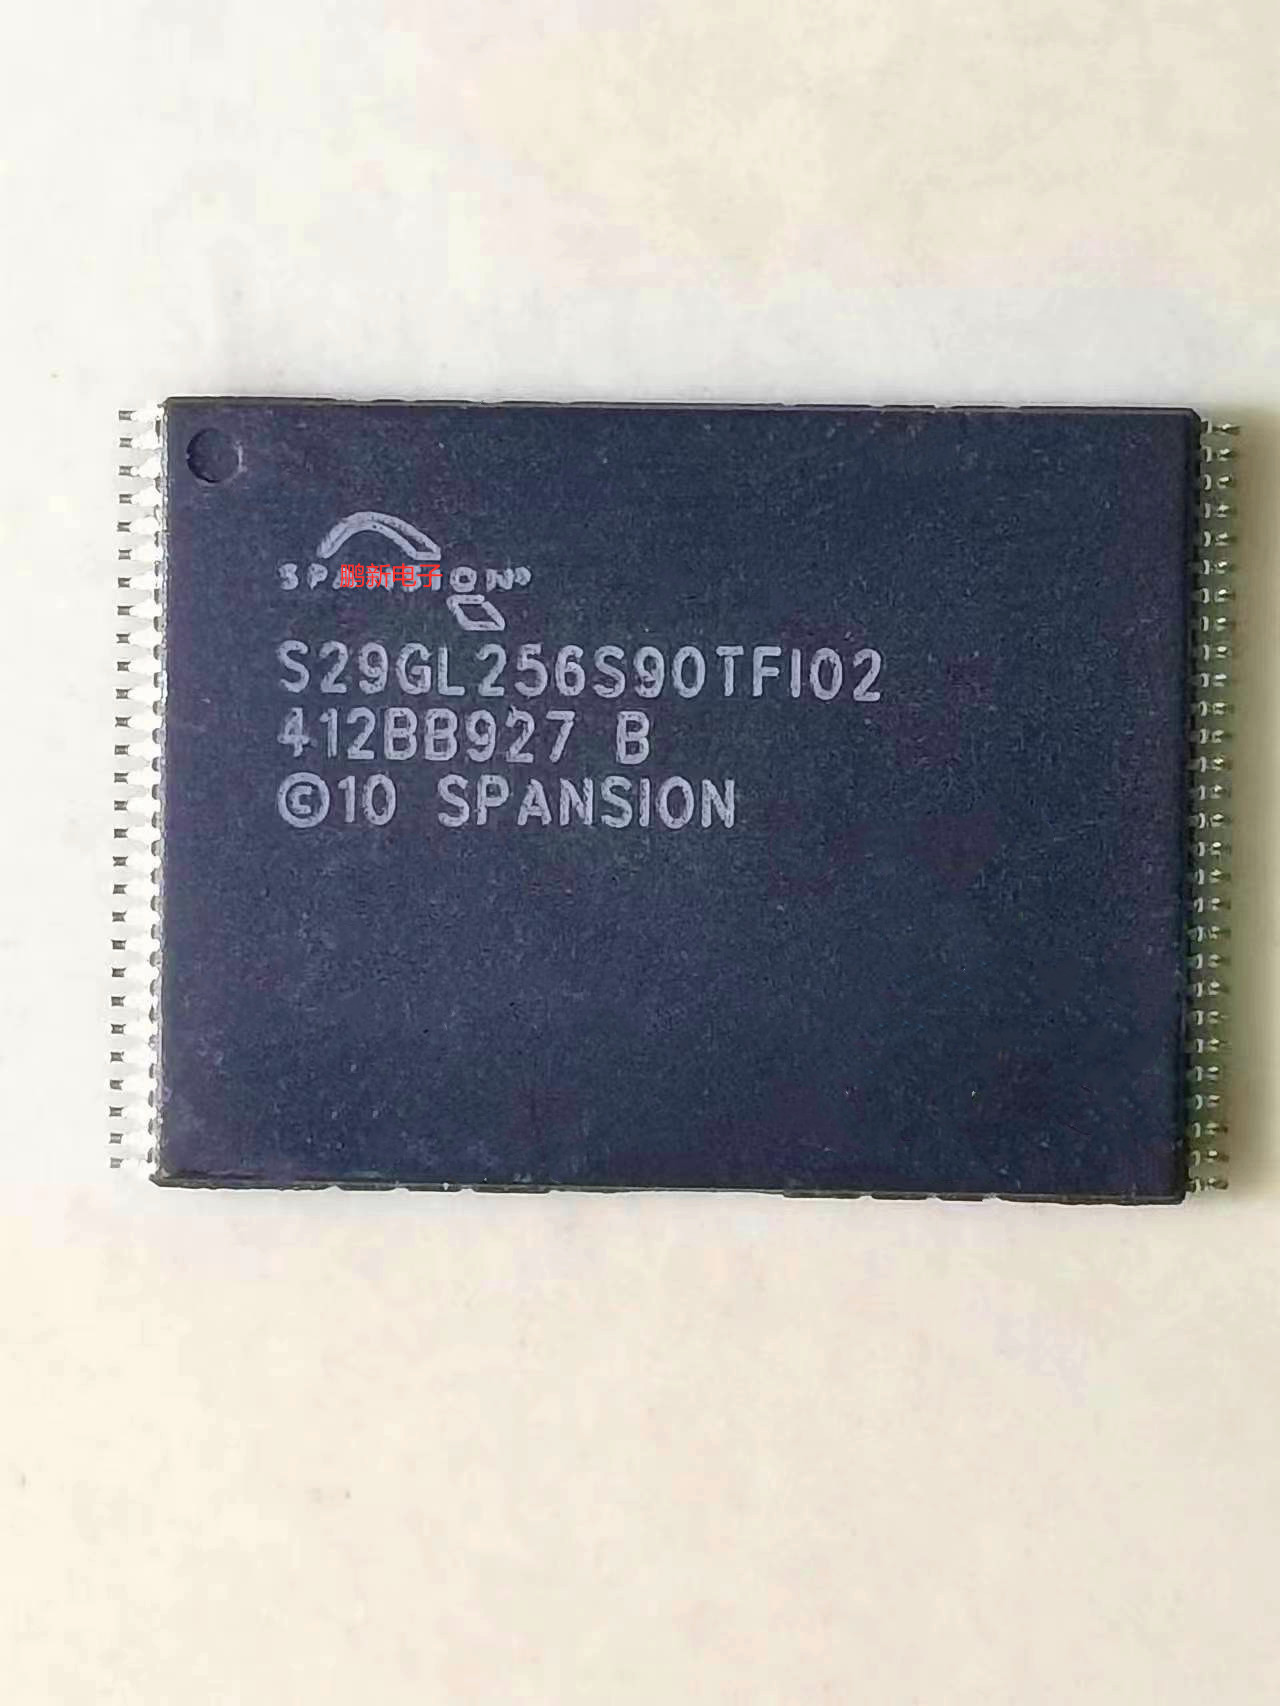 SPANSION®
鹏新电子
S29GL256S90TFI02
412BB927 B
©10 SPANSION